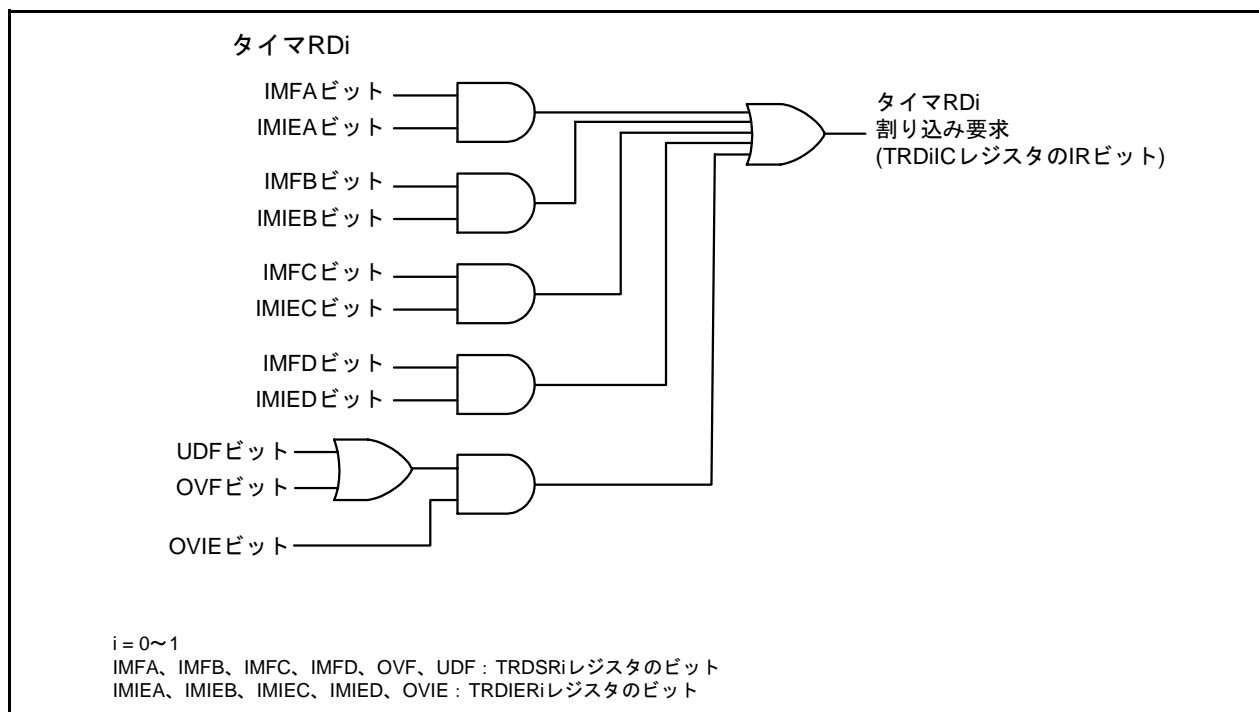 タイマRDi
IMFAビット
IMIEAビット
IMFBビット
IMIEBビット
IMFCビット
IMIECビット
IMFDビット
IMIEDビット
UDFビット
OVFビット
OVIEビット
タイマRDi
割り込み要求
(TRDiICレジスタのIRビット)
i = 0～1
IMFA、IMFB、IMFC、IMFD、OVF、UDF：TRDSRiレジスタのビット
IMIEA、IMIEB、IMIEC、IMIED、OVIE：TRDIERiレジスタのビット